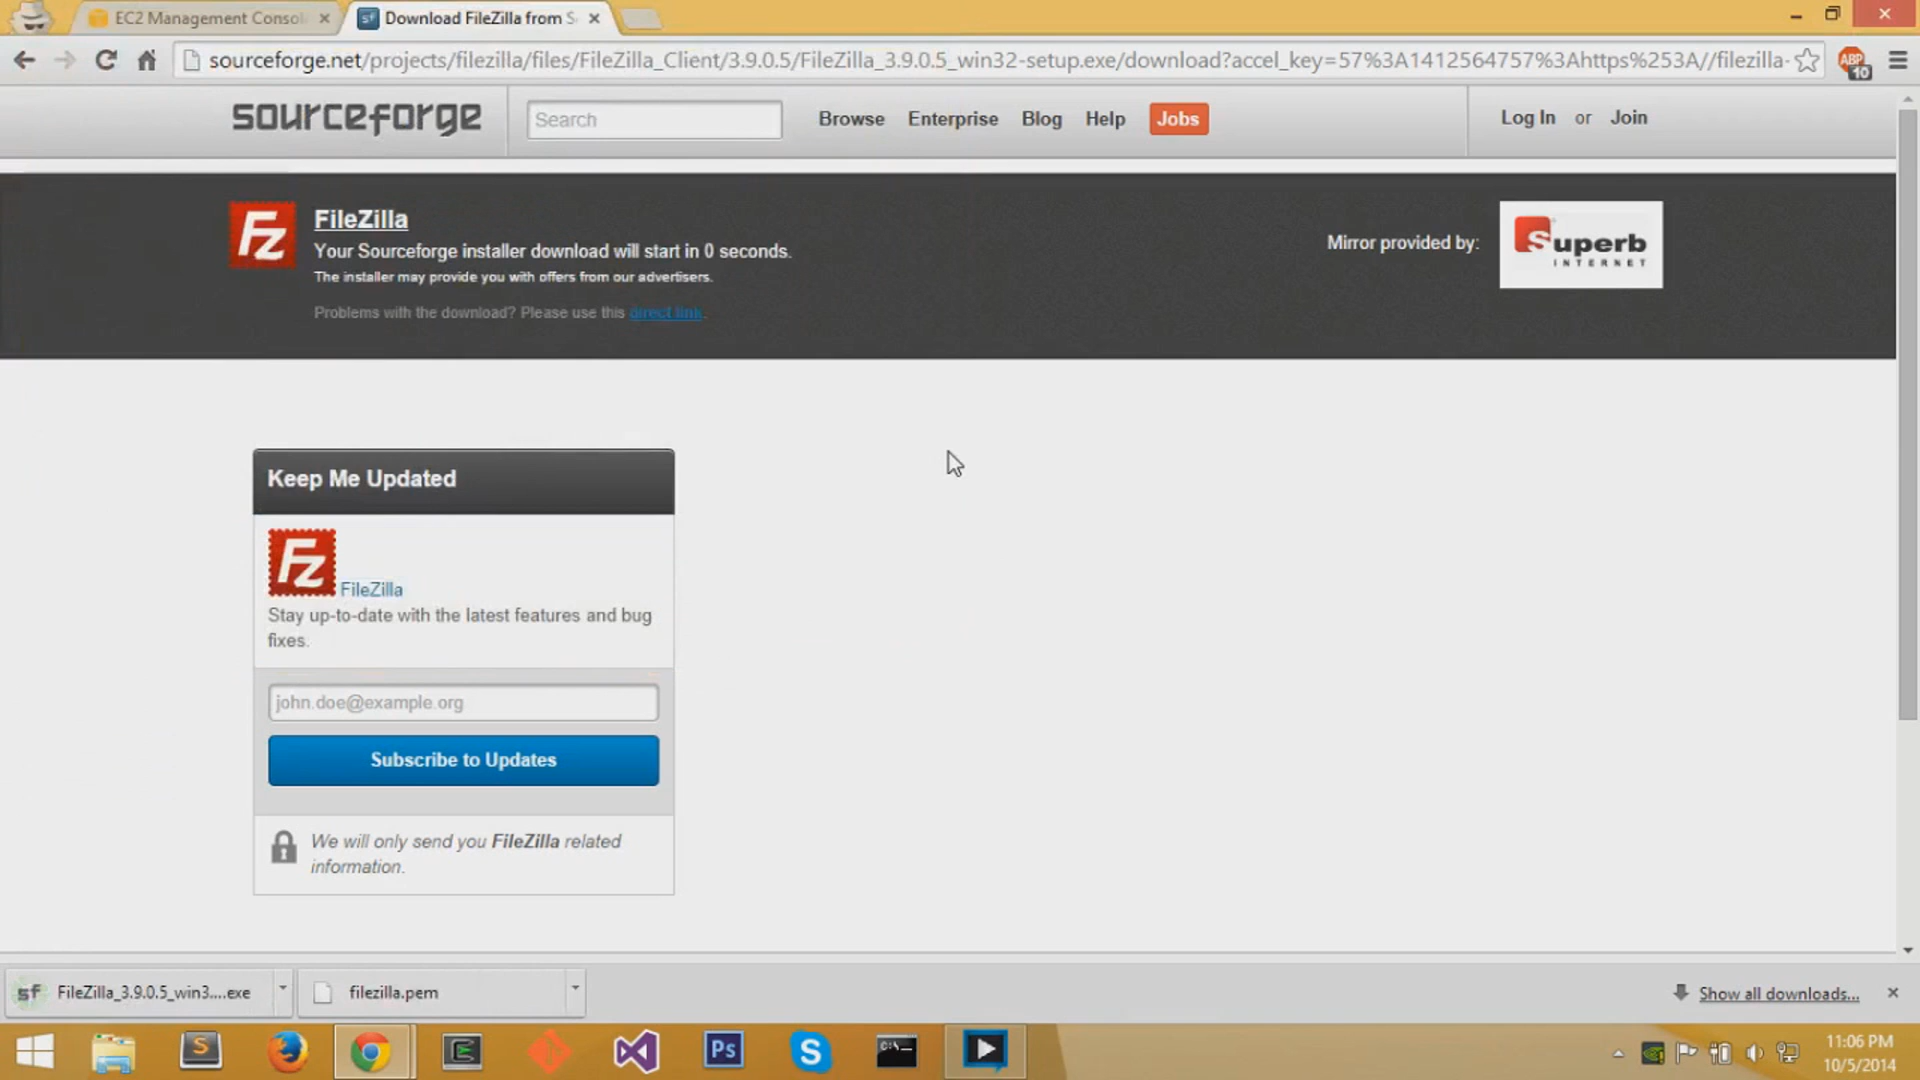 EC2 Management Consol
Download FileZilla from S
sourceforge.net/projects/filezilla/files/FileZilla_Client/3.9.0.5/FileZilla_3.9.0.5_win32-setup.exe/download?accel_key=57%3A1412564757%3Ahttps%253A//filezilla-
ABP
10
sourceforge
Search
Browse Enterprise Blog Help Jobs
Log In or Join
Fz
FileZilla
Your Sourceforge installer download will start in 0 seconds.
The installer may provide you with offers from our advertisers.
Problems with the download? Please use this direct link.
Mirror provided by:
Superb
INTERNET
Keep Me Updated
Fz
FileZilla
Stay up-to-date with the latest features and bug
fixes.
john.doe@example.org
Subscribe to Updates
We will only send you FileZilla related
information.
sf FileZilla_3.9.0.5_win3....exe
filezilla.pem
Show all downloads...
S
Ps
S
C:\_
11:06 PM
10/5/2014